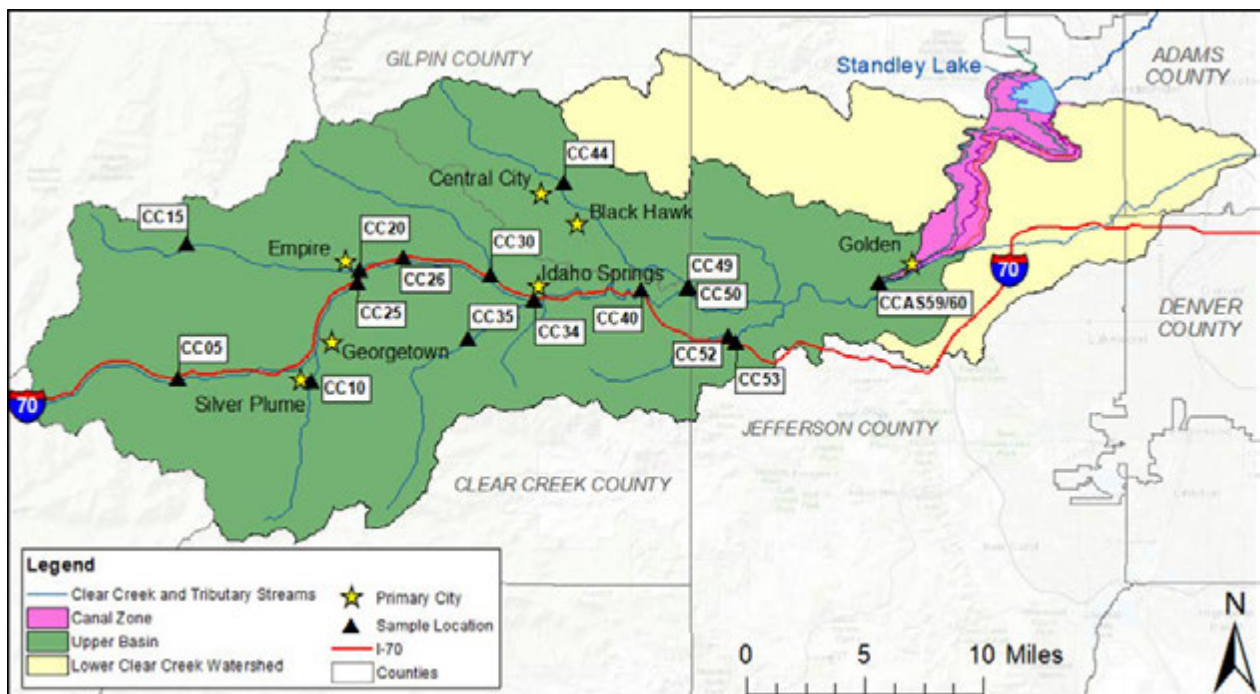 GILPIN COUNTY
Standley Lake
ADAMS
COUNTY
CC44
Central City
CC15
Black Hawk
CC20
CC30
Empire
Golden
CC26
Idaho Springs
CC49
70
CC50
CC25
CC35
CC34
CC40
CCAS59/60
DENVER
COUNTY
CC05
Georgetown
CC52
CC53
70
Silver Plume
CC10
JEFFERSON COUNTY
CLEAR CREEK COUNTY
Legend
Clear Creek and Tributary Streams
Canal Zone
Upper Basin
Lower Clear Creek Watershed
Primary City
Sample Location
I-70
Counties
0 5 10 Miles
N